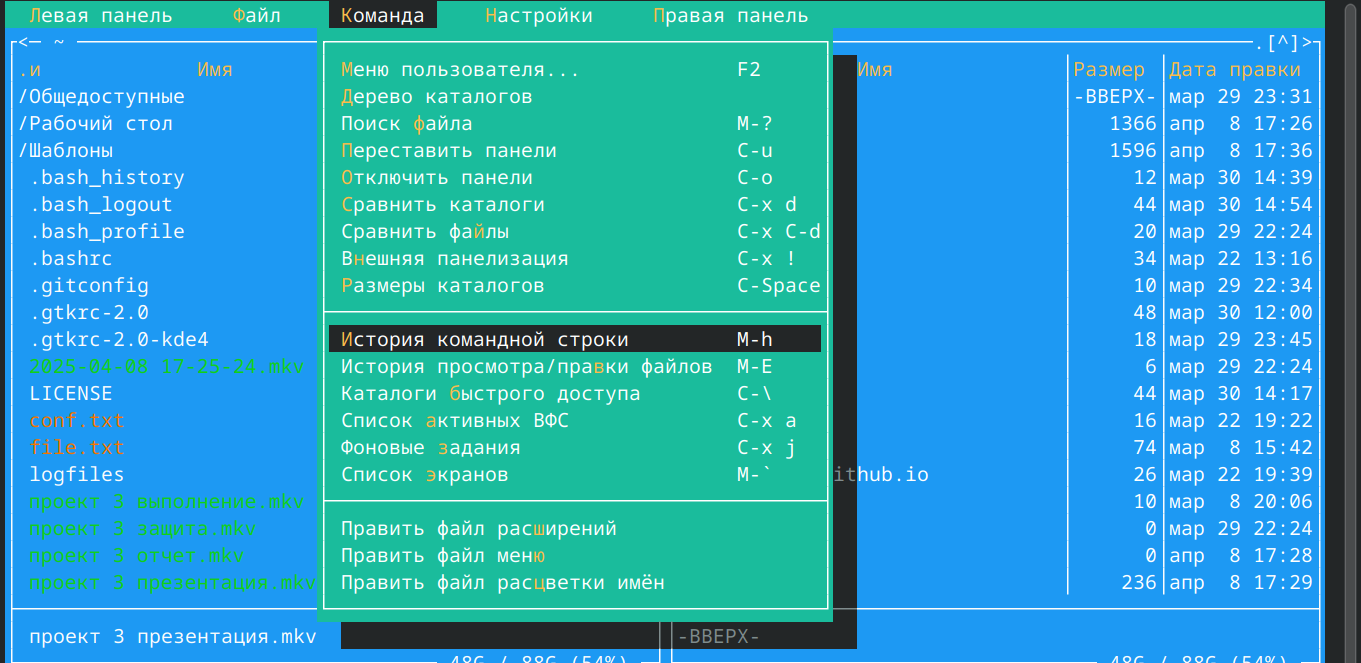 Левая панель Файл Команда Настройки Правая панель
<─ ~ .[^]>
.и Имя Меню пользователя... F2 Имя Размер Дата правки
/Общедоступные Дерево каталогов -ВВЕРХ- мар 29 23:31
/Рабочий стол Поиск файла M-? 1366 апр 8 17:26
/Шаблоны Переставить панели C-u 1596 апр 8 17:36
.bash_history Отключить панели C-o 12 мар 30 14:39
.bash_logout Сравнить каталоги C-x d 44 мар 30 14:54
.bash_profile Сравнить файлы C-x C-d 20 мар 29 22:24
.bashrc Внешняя панелизация C-x ! 34 мар 22 13:16
.gitconfig Размеры каталогов C-Space 10 мар 29 22:34
.gtkrc-2.0 48 мар 30 12:00
.gtkrc-2.0-kde4 История командной строки M-h 18 мар 29 23:45
2025-04-08 17-25-24.mkv История просмотра/правки файлов M-E 6 мар 29 22:24
LICENSE Каталоги быстрого доступа C-\ 44 мар 30 14:17
conf.txt Список активных ВФС C-x a 16 мар 22 19:22
file.txt Фоновые задания C-x j 74 мар 8 15:42
logfiles Список экранов M-` ithub.io 26 мар 22 19:39
проект 3 выполнение.mkv 10 мар 8 20:06
проект 3 защита.mkv Править файл расширений 0 мар 29 22:24
проект 3 отчет.mkv Править файл меню 0 апр 8 17:28
проект 3 презентация.mkv Править файл расцветки имён 236 апр 8 17:29
проект 3 презентация.mkv -ВВЕРХ-
48G / 88G (54%) 48G / 88G (54%)